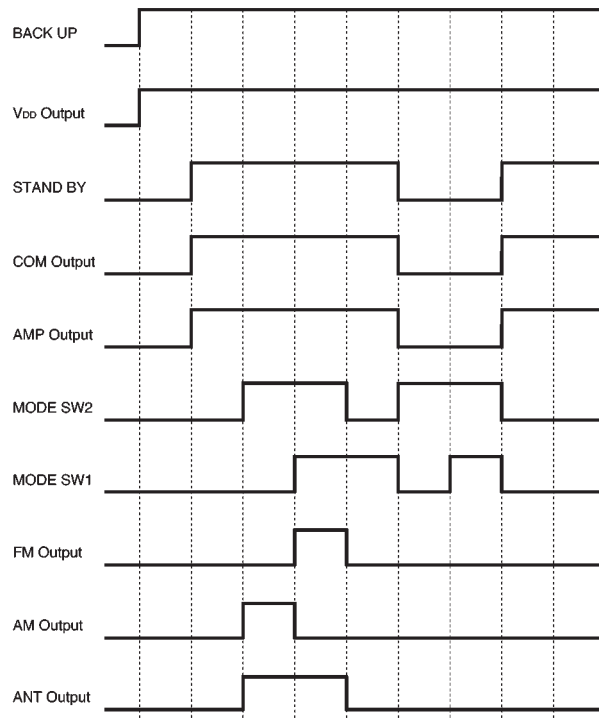 BACK UP
VDD Output
STAND BY
COM Output
AMP Output
MODE SW2
MODE SW1
FM Output
AM Output
ANT Output